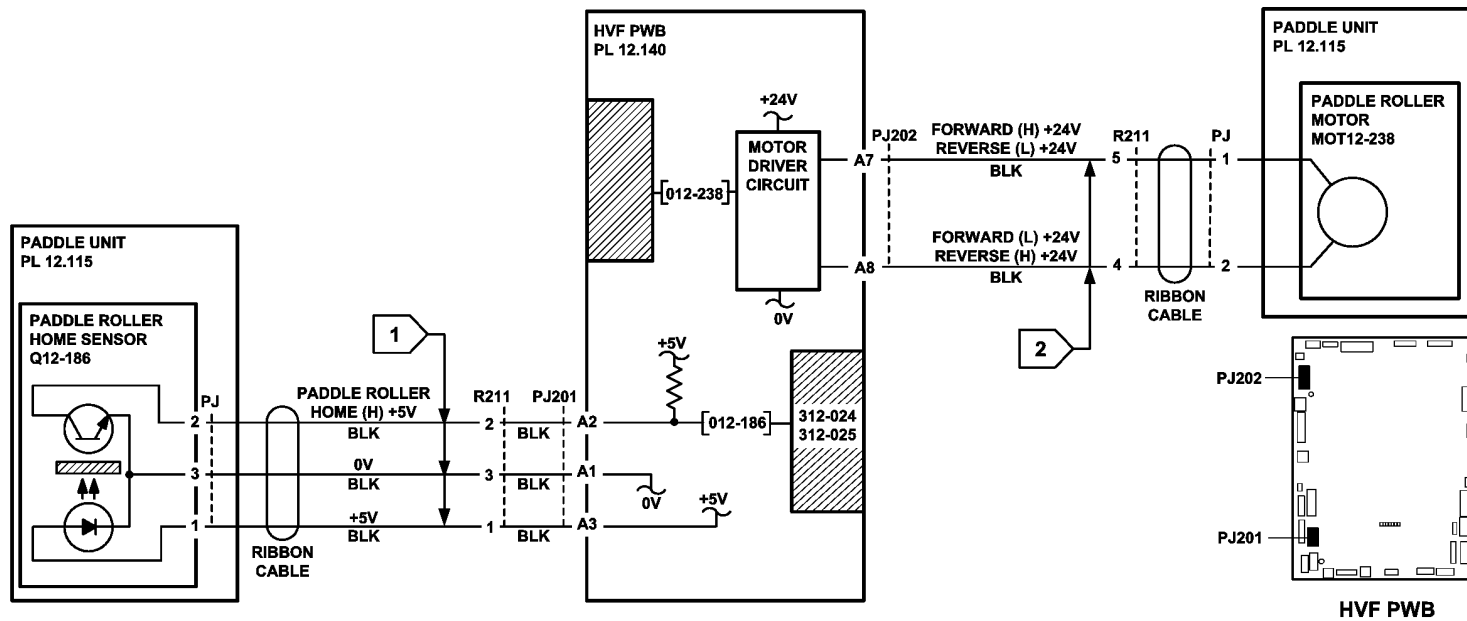 HVF PWB
PL 12.140
PADDLE UNIT
PL 12.115
PADDLE ROLLER
MOTOR
MOT12-238
+24V
MOTOR
DRIVER
CIRCUIT
[012-238]
0V
A7
A8
PJ202
FORWARD (H) +24V
REVERSE (L) +24V
BLK
FORWARD (L) +24V
REVERSE (H) +24V
BLK
R211
5
4
PJ
1
2
RIBBON
CABLE
2
PADDLE UNIT
PL 12.115
PADDLE ROLLER
HOME SENSOR
Q12-186
PJ
2
3
1
RIBBON
CABLE
1
PADDLE ROLLER
HOME (H) +5V
BLK
0V
BLK
+5V
BLK
R211
2
3
1
BLK
BLK
BLK
PJ201
A2
A1
A3
+5V
[012-186]
312-024
312-025
0V
+5V
PJ202
PJ201
HVF PWB